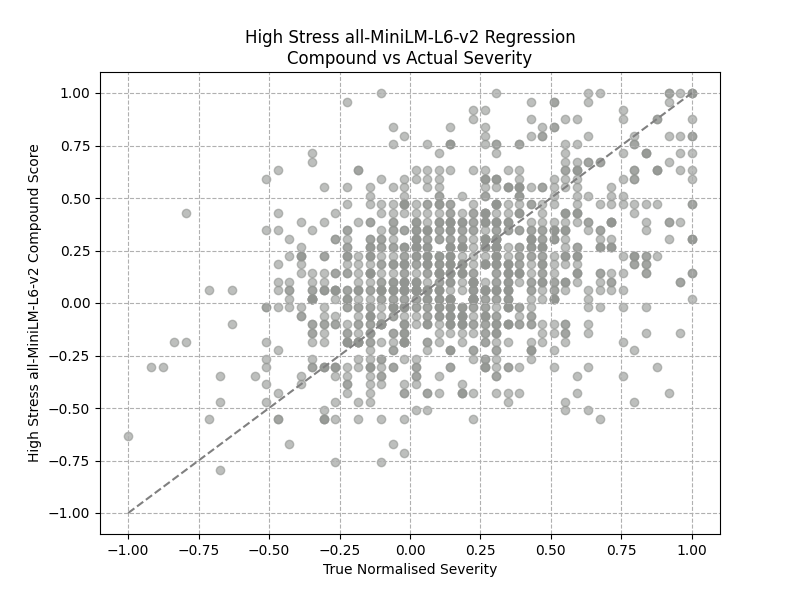 High Stress all-MiniLM-L6-v2 Regression
Compound vs Actual Severity
High Stress all-MiniLM-L6-v2 Compound Score
1.00
0.75
0.50
0.25
0.00
−0.25
−0.50
−0.75
−1.00
−1.00 −0.75 −0.50 −0.25 0.00 0.25 0.50 0.75 1.00
True Normalised Severity